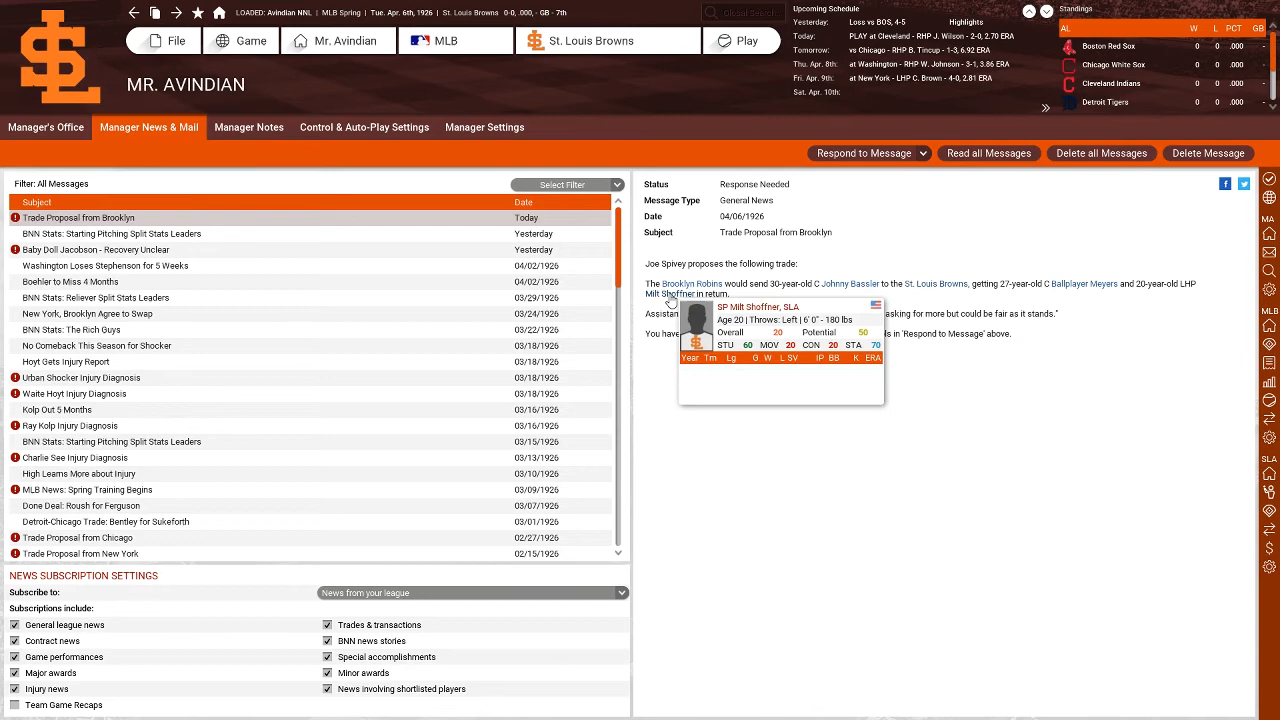 LOADED: Avindian NNL | MLB Spring | Tue. Apr. 6th, 1926 | St. Louis Browns 0-0, .000, - GB - 7th
Global Search
File
Game
Mr. Avindian
MLB
St. Louis Browns
Play
MR. AVINDIAN
Upcoming Schedule
Yesterday: Loss vs BOS, 4-5 Highlights
Today: PLAY at Cleveland - RHP J. Wilson - 2-0, 2.70 ERA
Tomorrow: vs Chicago - RHP B. Tincup - 1-3, 6.92 ERA
Thu. Apr. 8th: at Washington - RHP W. Johnson - 3-1, 3.86 ERA
Fri. Apr. 9th: at New York - LHP C. Brown - 4-0, 2.81 ERA
Sat. Apr. 10th:
Standings
AL W L PCT GB
Boston Red Sox 0 0 .000 -
Chicago White Sox 0 0 .000 -
Cleveland Indians 0 0 .000 -
Detroit Tigers 0 0 .000 -
Manager's Office
Manager News & Mail
Manager Notes
Control & Auto-Play Settings
Manager Settings
Respond to Message
Read all Messages
Delete all Messages
Delete Message
Filter: All Messages
Select Filter
Subject Date
Trade Proposal from Brooklyn Today
BNN Stats: Starting Pitching Split Stats Leaders Yesterday
Baby Doll Jacobson - Recovery Unclear Yesterday
Washington Loses Stephenson for 5 Weeks 04/02/1926
Boehler to Miss 4 Months 04/02/1926
BNN Stats: Reliever Split Stats Leaders 03/29/1926
New York, Brooklyn Agree to Swap 03/24/1926
BNN Stats: The Rich Guys 03/22/1926
No Comeback This Season for Shocker 03/22/1926
Hoyt Gets Injury Report 03/22/1926
Urban Shocker Injury Diagnosis 03/18/1926
Waite Hoyt Injury Diagnosis 03/18/1926
Kolp Out 5 Months 03/16/1926
Ray Kolp Injury Diagnosis 03/16/1926
BNN Stats: Starting Pitching Split Stats Leaders 03/15/1926
Charlie See Injury Diagnosis 03/13/1926
High Learns More about Injury 03/10/1926
MLB News: Spring Training Begins 03/09/1926
Done Deal: Roush for Ferguson 03/07/1926
Detroit-Chicago Trade: Bentley for Sukeforth 03/01/1926
Trade Proposal from Chicago 02/27/1926
Trade Proposal from New York 02/15/1926
NEWS SUBSCRIPTION SETTINGS
Subscribe to: News from your league
Subscriptions include:
General league news Trades & transactions
Contract news BNN news stories
Game performances Special accomplishments
Major awards Minor awards
Injury news News involving shortlisted players
Team Game Recaps
Status Response Needed
Message Type General News
Date 04/06/1926
Subject Trade Proposal from Brooklyn
Joe Spivey proposes the following trade:
The Brooklyn Robins would send 30-year-old C Johnny Bassler to the St. Louis Browns, getting 27-year-old C Ballplayer Meyers and 20-year-old LHP
Milt Shoffner in return.
Assistan asking for more but could be fair as it stands."
You have ds in 'Respond to Message' above.
SP Milt Shoffner, SLA
Age 20 | Throws: Left | 6' 0" - 180 lbs
Overall 20 Potential 50
STU 60 MOV 20 CON 20 STA 70
Year Tm Lg G W L SV IP BB K ERA
MA
MLB
SLA